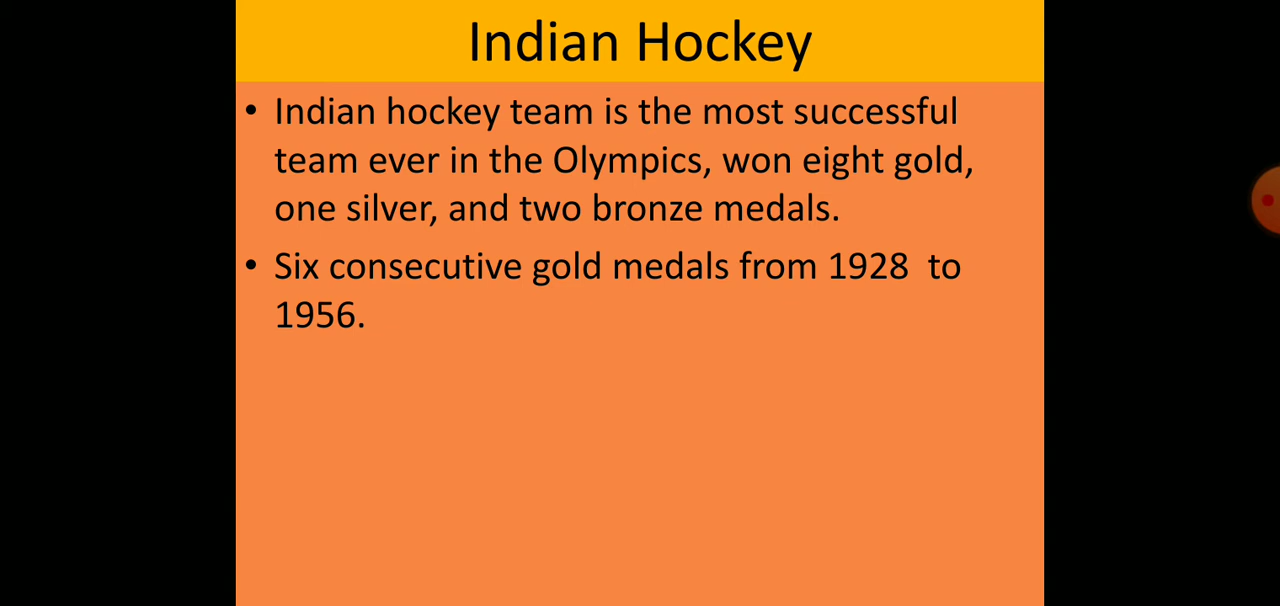 Indian Hockey
• Indian hockey team is the most successful
team ever in the Olympics, won eight gold,
one silver, and two bronze medals.
• Six consecutive gold medals from 1928  to
1956.